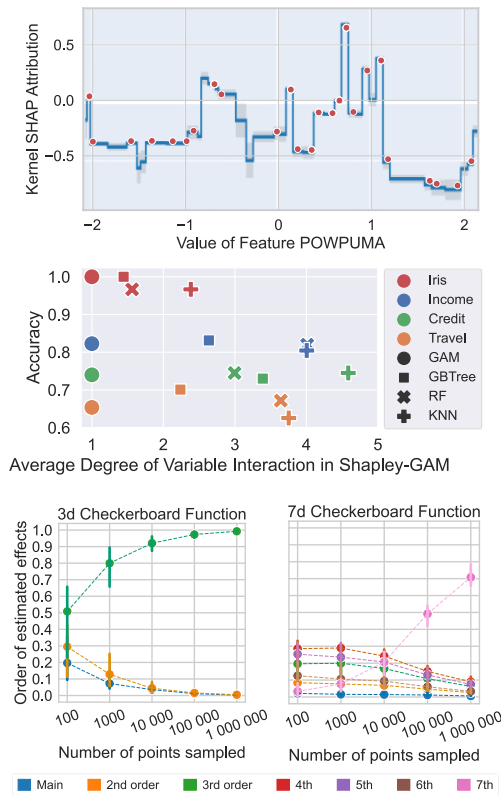 Kernel SHAP Attribution
0.5
0.0
−0.5
−2
−1
0
1
2
Value of Feature POWPUMA
Accuracy
1.0
0.9
0.8
0.7
0.6
1
2
3
4
5
Average Degree of Variable Interaction in Shapley-GAM
Iris
Income
Credit
Travel
GAM
GBTree
RF
KNN
3d Checkerboard Function
7d Checkerboard Function
Order of estimated effects
1.0
0.9
0.8
0.7
0.6
0.5
0.4
0.3
0.2
0.1
0.0
100
1000
10 000
100 000
1 000 000
100
1000
10 000
100 000
1 000 000
Number of points sampled
Number of points sampled
Main
2nd order
3rd order
4th
5th
6th
7th